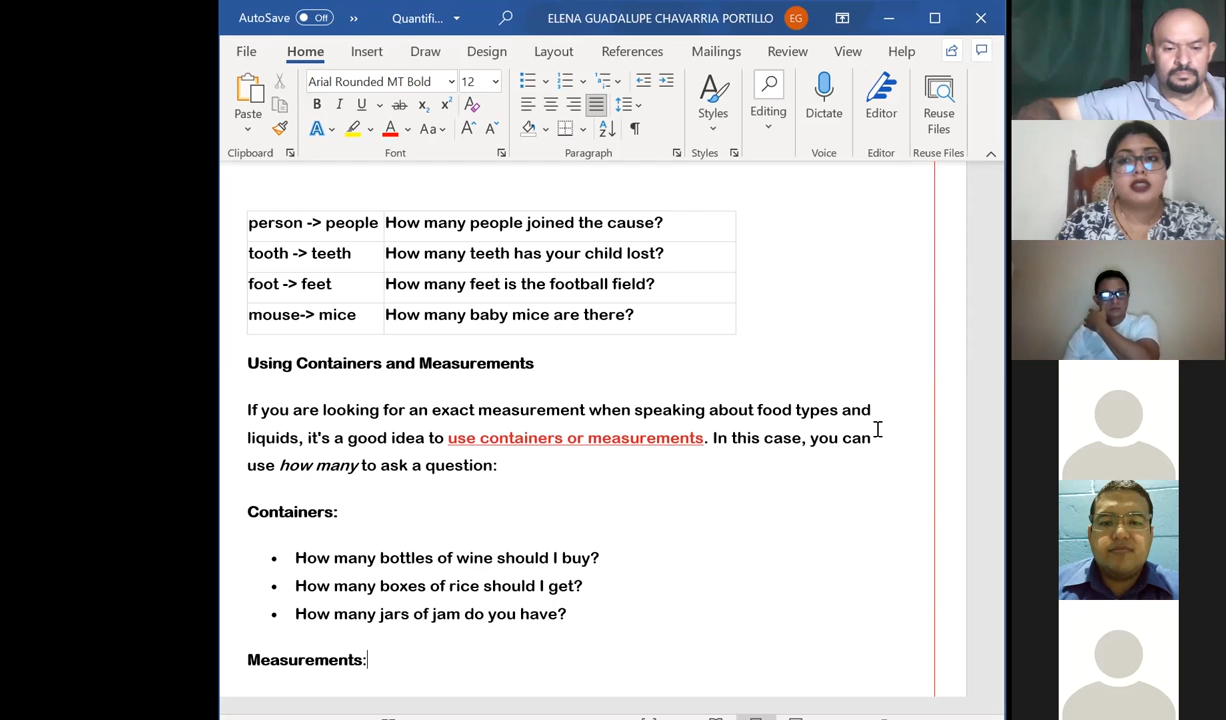 AutoSave Off Quantifi... ELENA GUADALUPE CHAVARRIA PORTILLO EG
File Home Insert Draw Design Layout References Mailings Review View Help
Arial Rounded MT Bold 12
Paste Styles Editing Dictate Editor Reuse Files
Clipboard Font Paragraph Styles Voice Editor Reuse Files
person -> people How many people joined the cause?
tooth -> teeth How many teeth has your child lost?
foot -> feet How many feet is the football field?
mouse-> mice How many baby mice are there?
Using Containers and Measurements
If you are looking for an exact measurement when speaking about food types and
liquids, it's a good idea to use containers or measurements. In this case, you can
use how many to ask a question:
Containers:
• How many bottles of wine should I buy?
• How many boxes of rice should I get?
• How many jars of jam do you have?
Measurements: